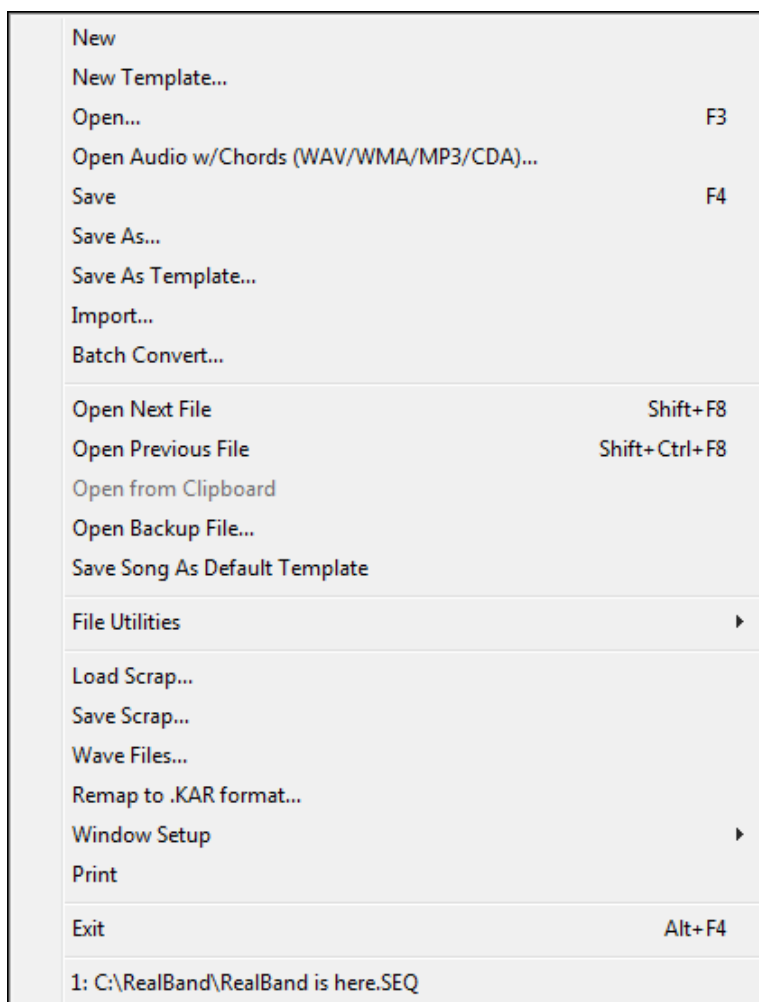 New
New Template...
Open... F3
Open Audio w/Chords (WAV/WMA/MP3/CDA)...
Save F4
Save As...
Save As Template...
Import...
Batch Convert...
Open Next File Shift+F8
Open Previous File Shift+Ctrl+F8
Open from Clipboard
Open Backup File...
Save Song As Default Template
File Utilities
Load Scrap...
Save Scrap...
Wave Files...
Remap to .KAR format...
Window Setup
Print
Exit Alt+F4
1: C:\RealBand\RealBand is here.SEQ